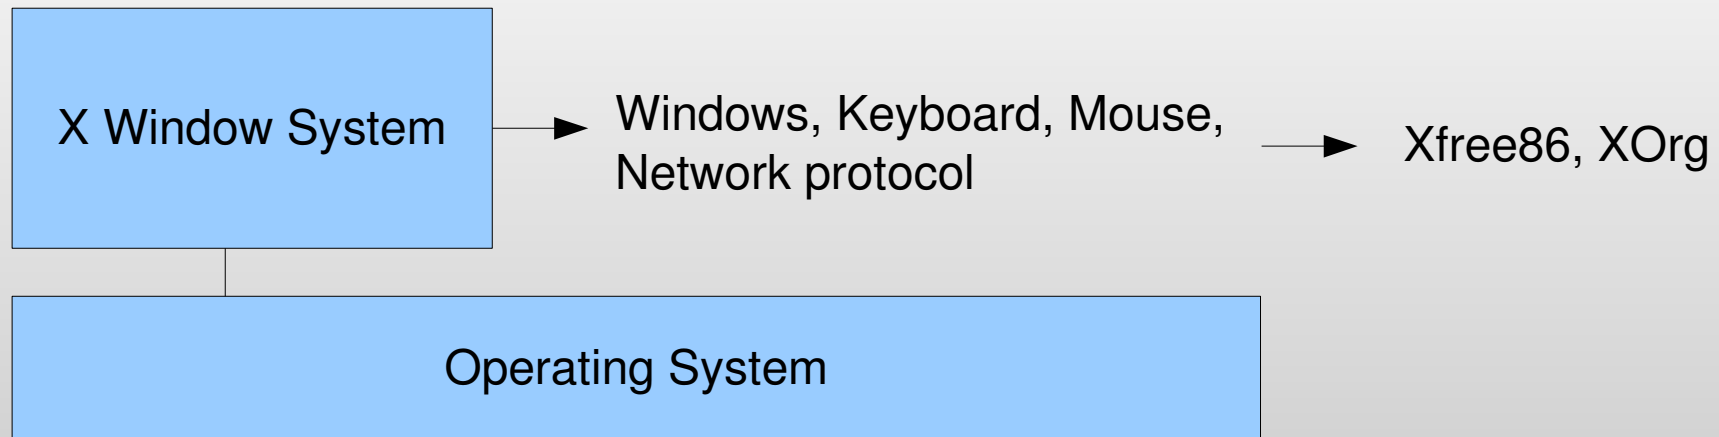 X Window System
Windows, Keyboard, Mouse,
Network protocol
Xfree86, XOrg
Operating System